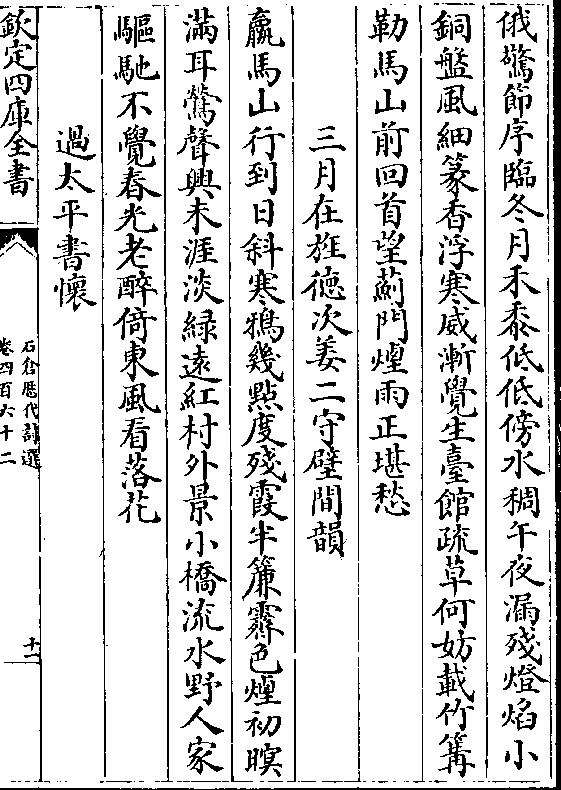 俄驚節序臨冬月禾黍低低傍水稠午夜漏殘燈焰小
銅盤風細篆香浮寒威漸覺生臺館疏草何妨載竹篝
勒馬山前回首望薊門煙雨正堪愁
三月在旌德次姜二守壁間韻
羸馬山行到日斜寒鴉幾點度殘霞半簾霽色煙初暝
滿耳鶯聲興未涯淡緑遠紅村外景小橋流水野人家
驅馳不覺春光老醉倚東風看落花
過太平書懷
欽定四庫全書
石倉歷代詩選
卷四百六十二
十一